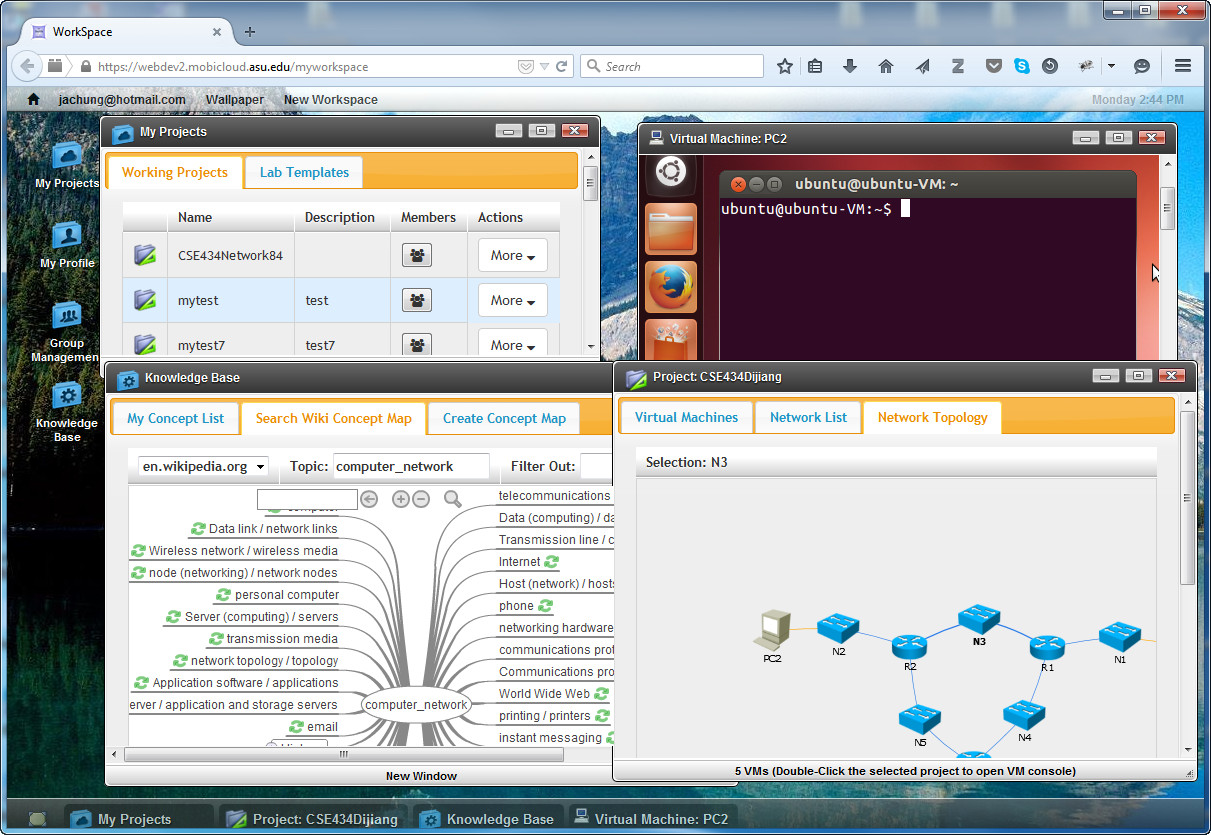 WorkSpace
https://webdev2.mobicloud.asu.edu/myworkspace
Search
jachung@hotmail.com Wallpaper New Workspace Monday 2:44 PM
My Projects
My Profile
Group
Managemen
Knowledge
Base
My Projects
Working Projects Lab Templates
Name Description Members Actions
CSE434Network84 More
mytest test More
mytest7 test7 More
Virtual Machine: PC2
ubuntu@ubuntu-VM: ~
ubuntu@ubuntu-VM:~$
Knowledge Base
My Concept List Search Wiki Concept Map Create Concept Map
en.wikipedia.org Topic: computer_network Filter Out:
computer
Data link / network links
Wireless network / wireless media
node (networking) / network nodes
personal computer
Server (computing) / servers
transmission media
network topology / topology
Application software / applications
erver / application and storage servers
email
computer_network
telecommunications
Data (computing) / da
Transmission line / c
Internet
Host (network) / hosts
phone
networking hardware
communications prot
Communications pro
World Wide Web
printing / printers
instant messaging
New Window
Project: CSE434Dijiang
Virtual Machines Network List Network Topology
Selection: N3
PC2
N2
R2
N3
R1
N1
N5
N4
5 VMs (Double-Click the selected project to open VM console)
My Projects Project: CSE434Dijiang Knowledge Base Virtual Machine: PC2